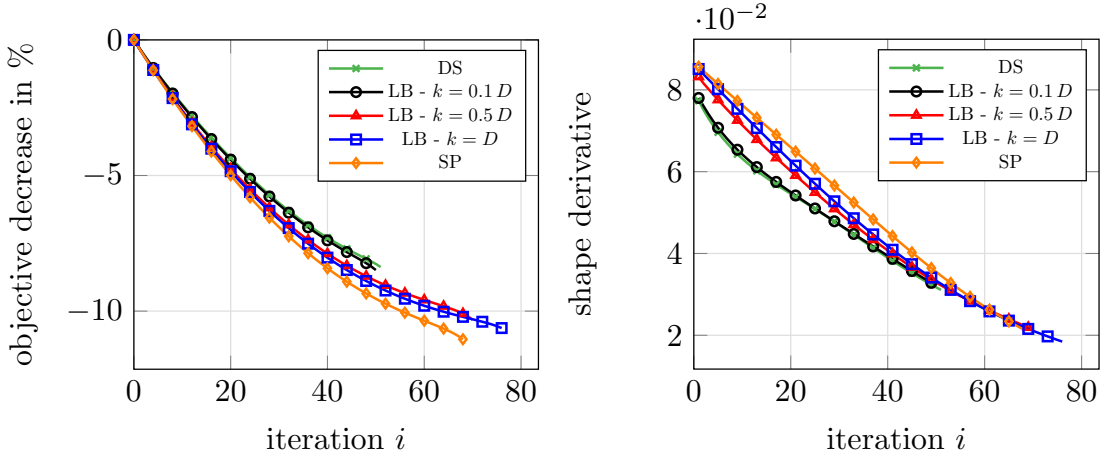 objective decrease in %
0
−5
−10
0 20 40 60 80
iteration i
DS
LB - k = 0.1 D
LB - k = 0.5 D
LB - k = D
SP
·10⁻²
shape derivative
8
6
4
2
0 20 40 60 80
iteration i
DS
LB - k = 0.1 D
LB - k = 0.5 D
LB - k = D
SP